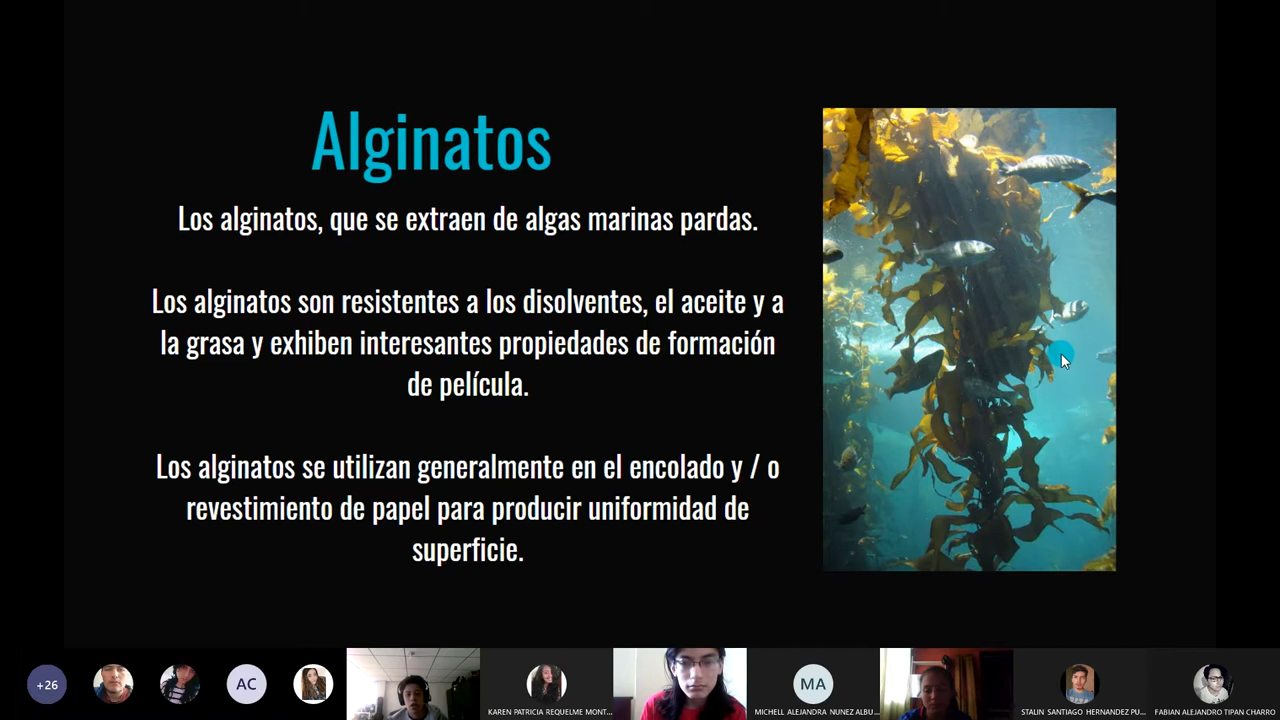 Alginatos
Los alginatos, que se extraen de algas marinas pardas.
Los alginatos son resistentes a los disolventes, el aceite y a
la grasa y exhiben interesantes propiedades de formación
de película.
Los alginatos se utilizan generalmente en el encolado y / o
revestimiento de papel para producir uniformidad de
superficie.
+26
AC
MA
KAREN PATRICIA REQUELME MONT...
MICHELL ALEJANDRA NUNEZ ALBU...
STALIN SANTIAGO HERNANDEZ PU...
FABIAN ALEJANDRO TIPAN CHARRO